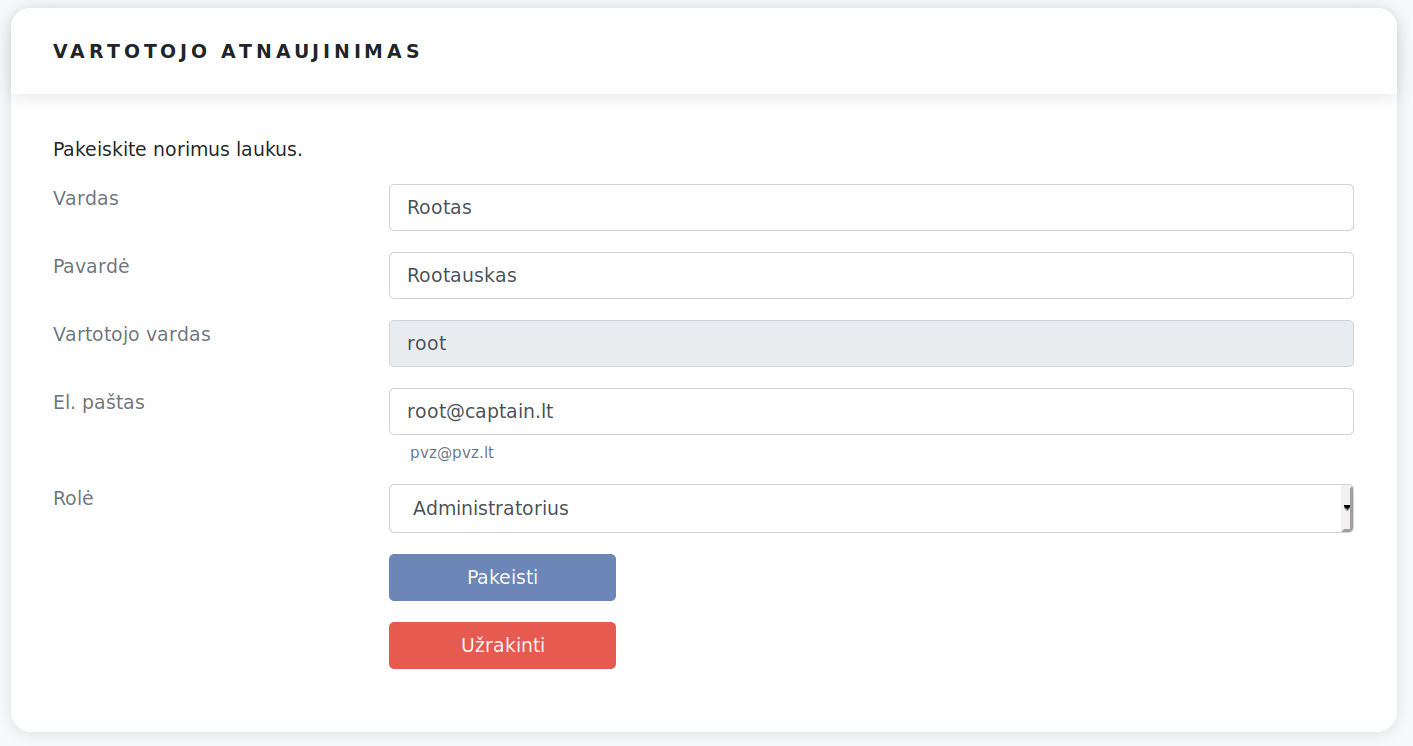 VARTOTOJO ATNAUJINIMAS
Pakeiskite norimus laukus.
Vardas
Rootas
Pavardė
Rootauskas
Vartotojo vardas
root
El. paštas
root@captain.lt
pvz@pvz.lt
Rolė
Administratorius
Pakeisti
Užrakinti